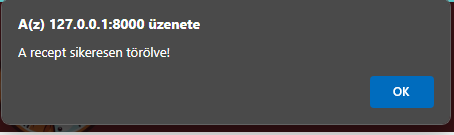 A(z) 127.0.0.1:8000 üzenete
A recept sikeresen törölve!
OK